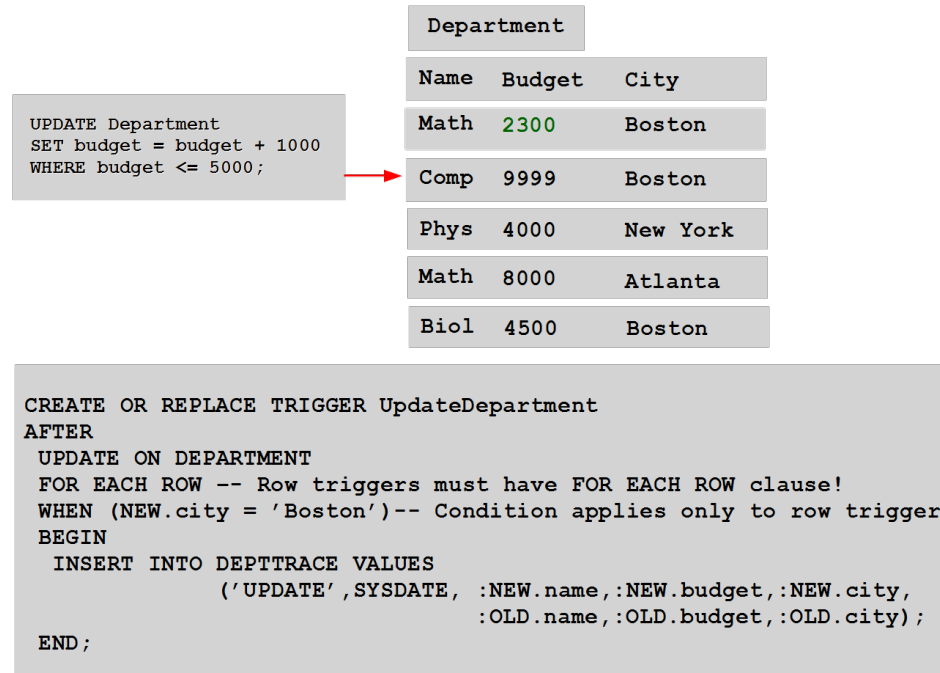 Department
Name Budget City
Math 2300 Boston
UPDATE Department
SET budget = budget + 1000
WHERE budget <= 5000;
Comp 9999 Boston
Phys 4000 New York
Math 8000 Atlanta
Biol 4500 Boston
CREATE OR REPLACE TRIGGER UpdateDepartment
AFTER
UPDATE ON DEPARTMENT
FOR EACH ROW -- Row triggers must have FOR EACH ROW clause!
WHEN (NEW.city = 'Boston')-- Condition applies only to row trigger
BEGIN
INSERT INTO DEPTTRACE VALUES
('UPDATE',SYSDATE, :NEW.name,:NEW.budget,:NEW.city,
:OLD.name,:OLD.budget,:OLD.city);
END;